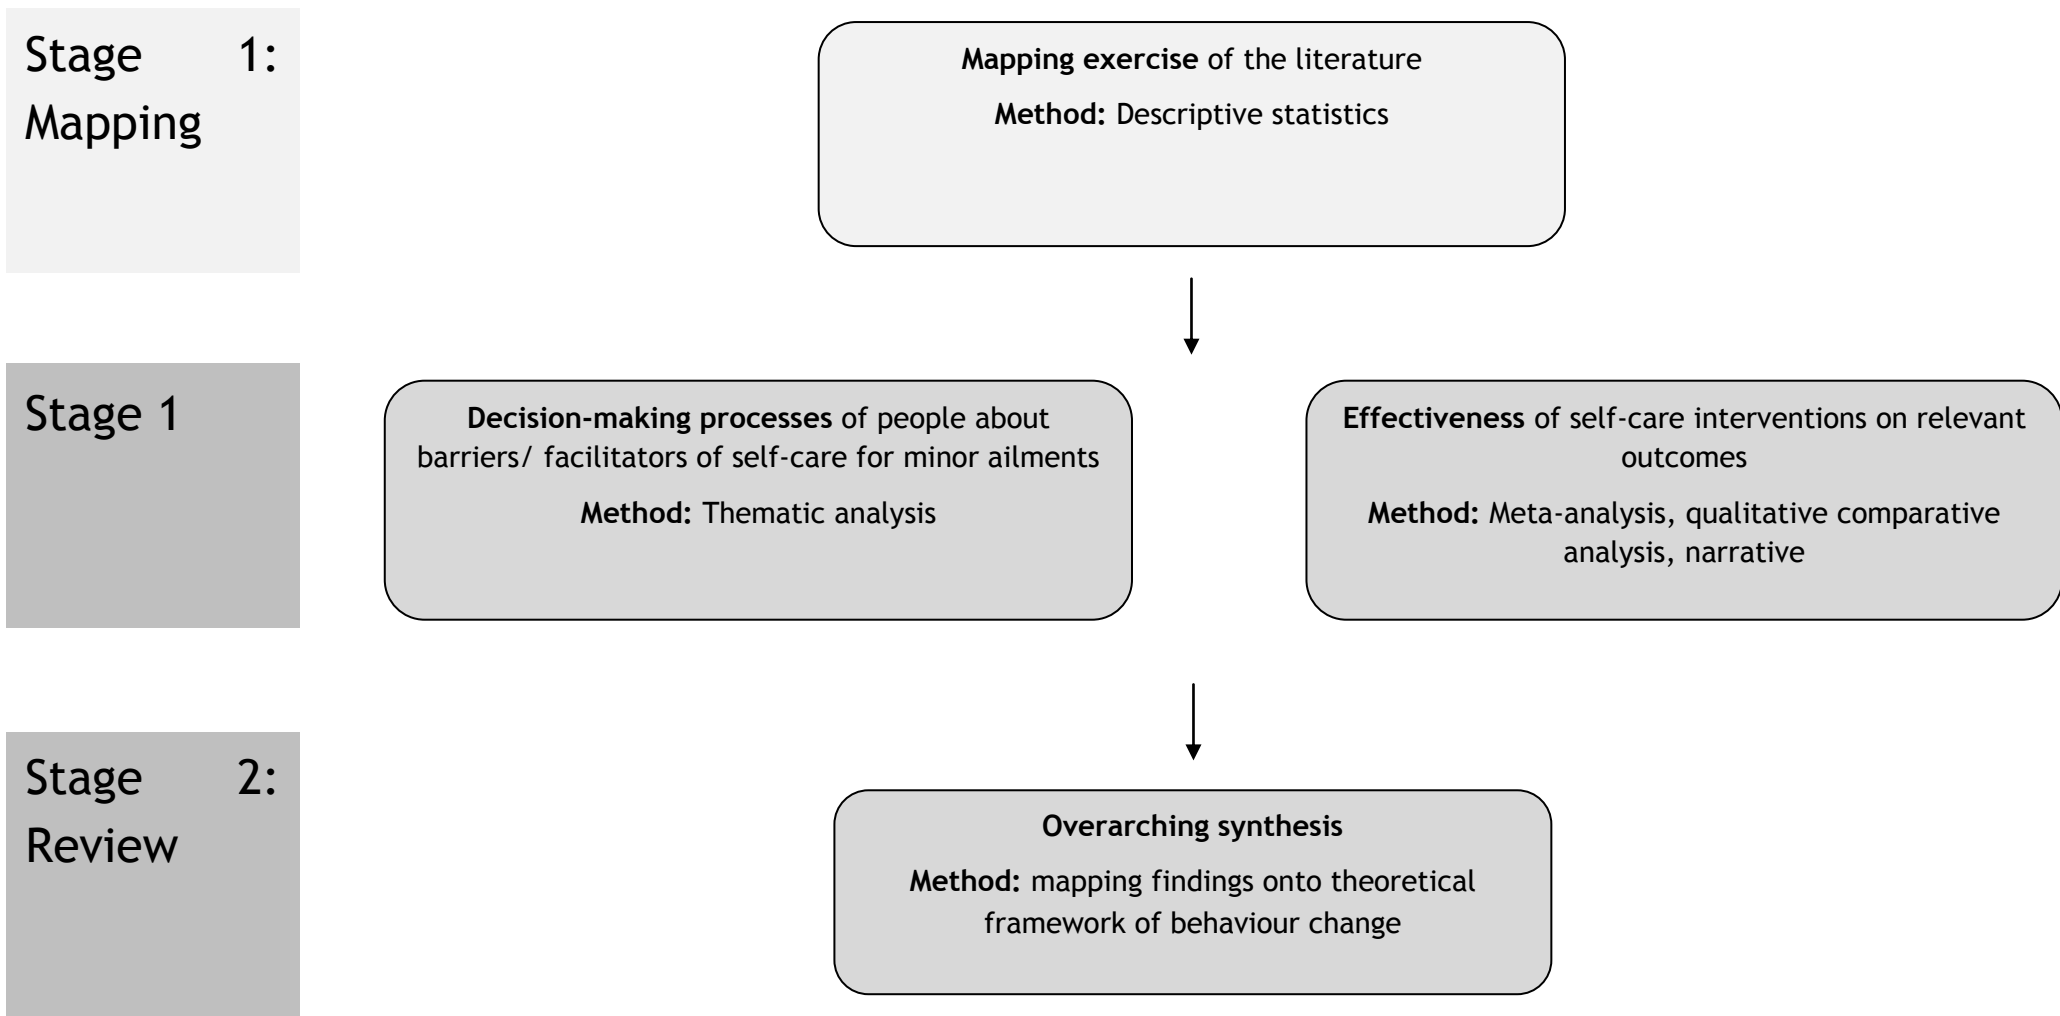 Stage 1:
Mapping
Mapping exercise of the literature
Method: Descriptive statistics
Stage 1
Decision-making processes of people about
barriers/ facilitators of self-care for minor ailments
Method: Thematic analysis
Effectiveness of self-care interventions on relevant
outcomes
Method: Meta-analysis, qualitative comparative
analysis, narrative
Stage 2:
Review
Overarching synthesis
Method: mapping findings onto theoretical
framework of behaviour change